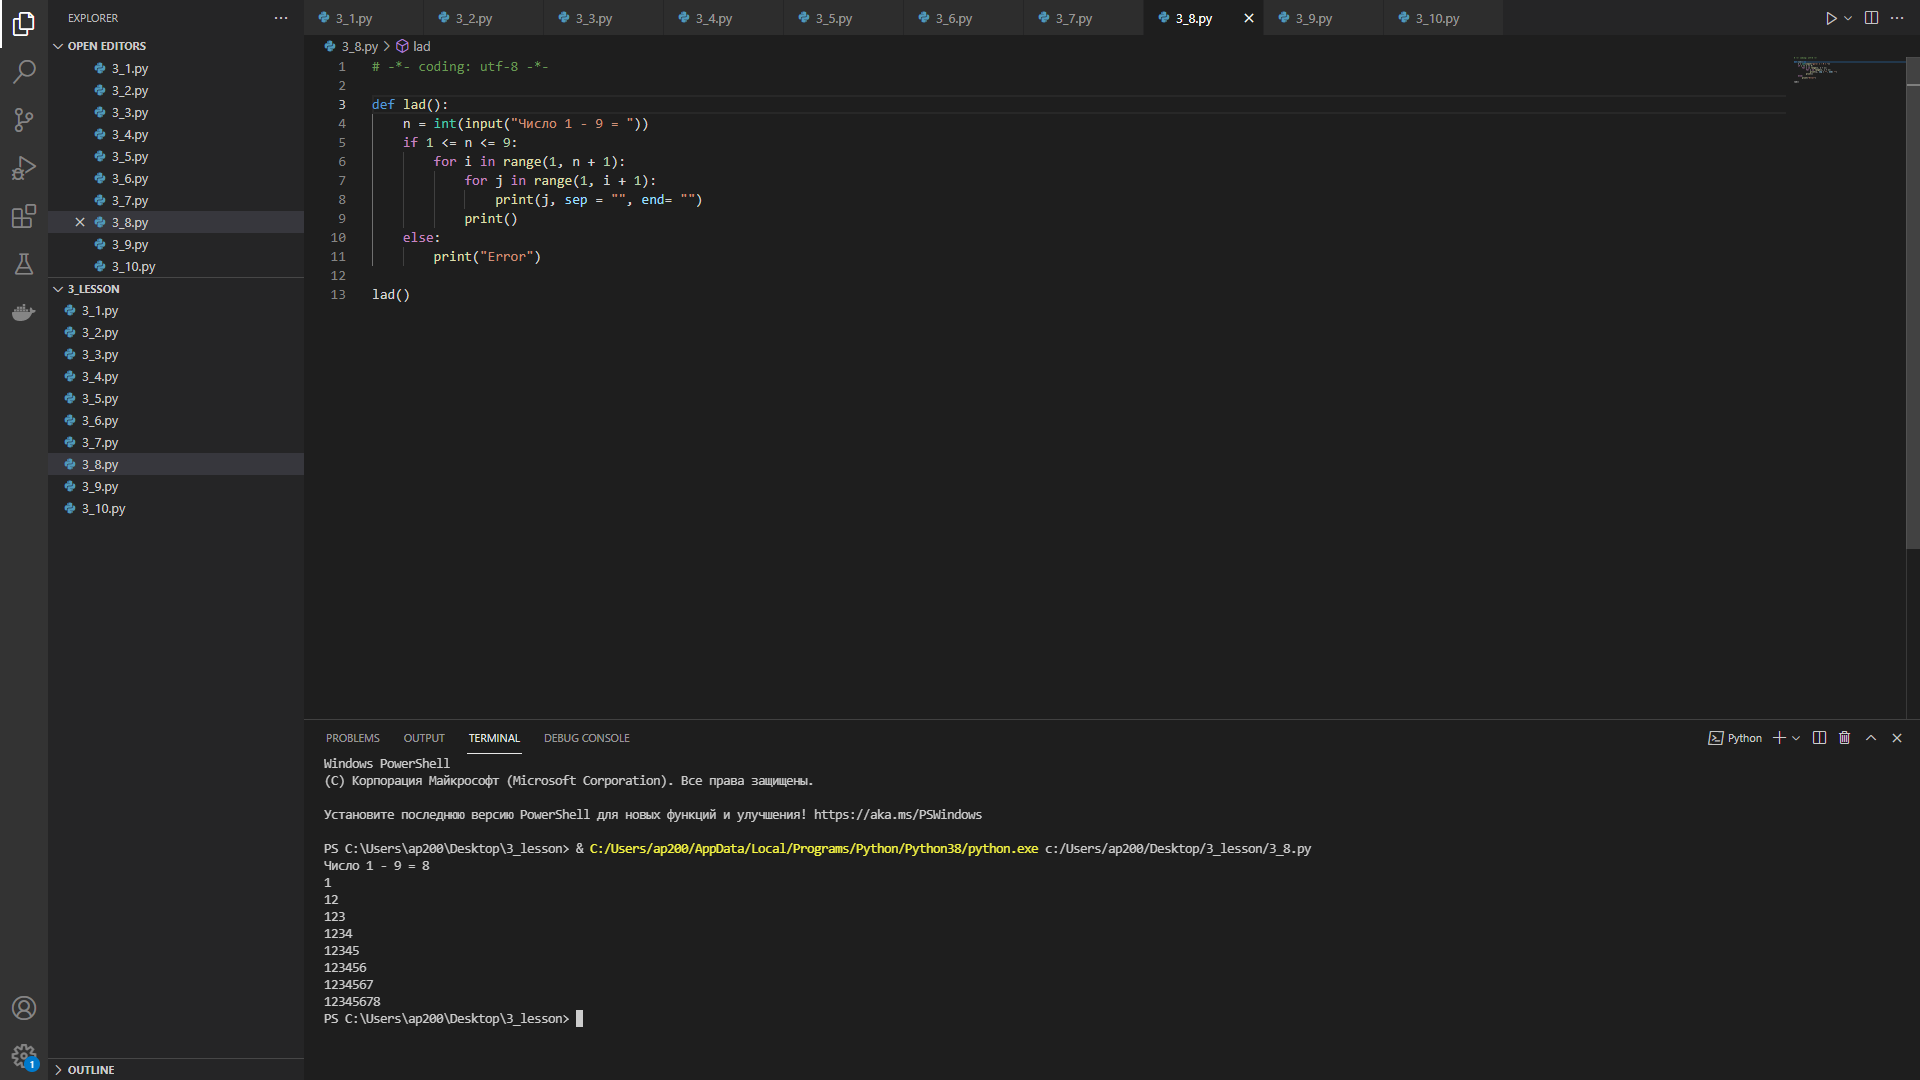 EXPLORER
OPEN EDITORS
3_1.py
3_2.py
3_3.py
3_4.py
3_5.py
3_6.py
3_7.py
3_8.py
3_9.py
3_10.py
3_LESSON
3_1.py
3_2.py
3_3.py
3_4.py
3_5.py
3_6.py
3_7.py
3_8.py
3_9.py
3_10.py
OUTLINE
1
3_1.py 3_2.py 3_3.py 3_4.py 3_5.py 3_6.py 3_7.py 3_8.py 3_9.py 3_10.py
3_8.py > lad
1 # -*- coding: utf-8 -*-
2
3 def lad():
4     n = int(input("Число 1 - 9 = "))
5     if 1 <= n <= 9:
6         for i in range(1, n + 1):
7             for j in range(1, i + 1):
8                 print(j, sep = "", end= "")
9             print()
10     else:
11         print("Error")
12
13 lad()
PROBLEMS OUTPUT TERMINAL DEBUG CONSOLE
Python
Windows PowerShell
(C) Корпорация Майкрософт (Microsoft Corporation). Все права защищены.
Установите последнюю версию PowerShell для новых функций и улучшения! https://aka.ms/PSWindows
PS C:\Users\ap200\Desktop\3_lesson> & C:/Users/ap200/AppData/Local/Programs/Python/Python38/python.exe c:/Users/ap200/Desktop/3_lesson/3_8.py
Число 1 - 9 = 8
1
12
123
1234
12345
123456
1234567
12345678
PS C:\Users\ap200\Desktop\3_lesson>